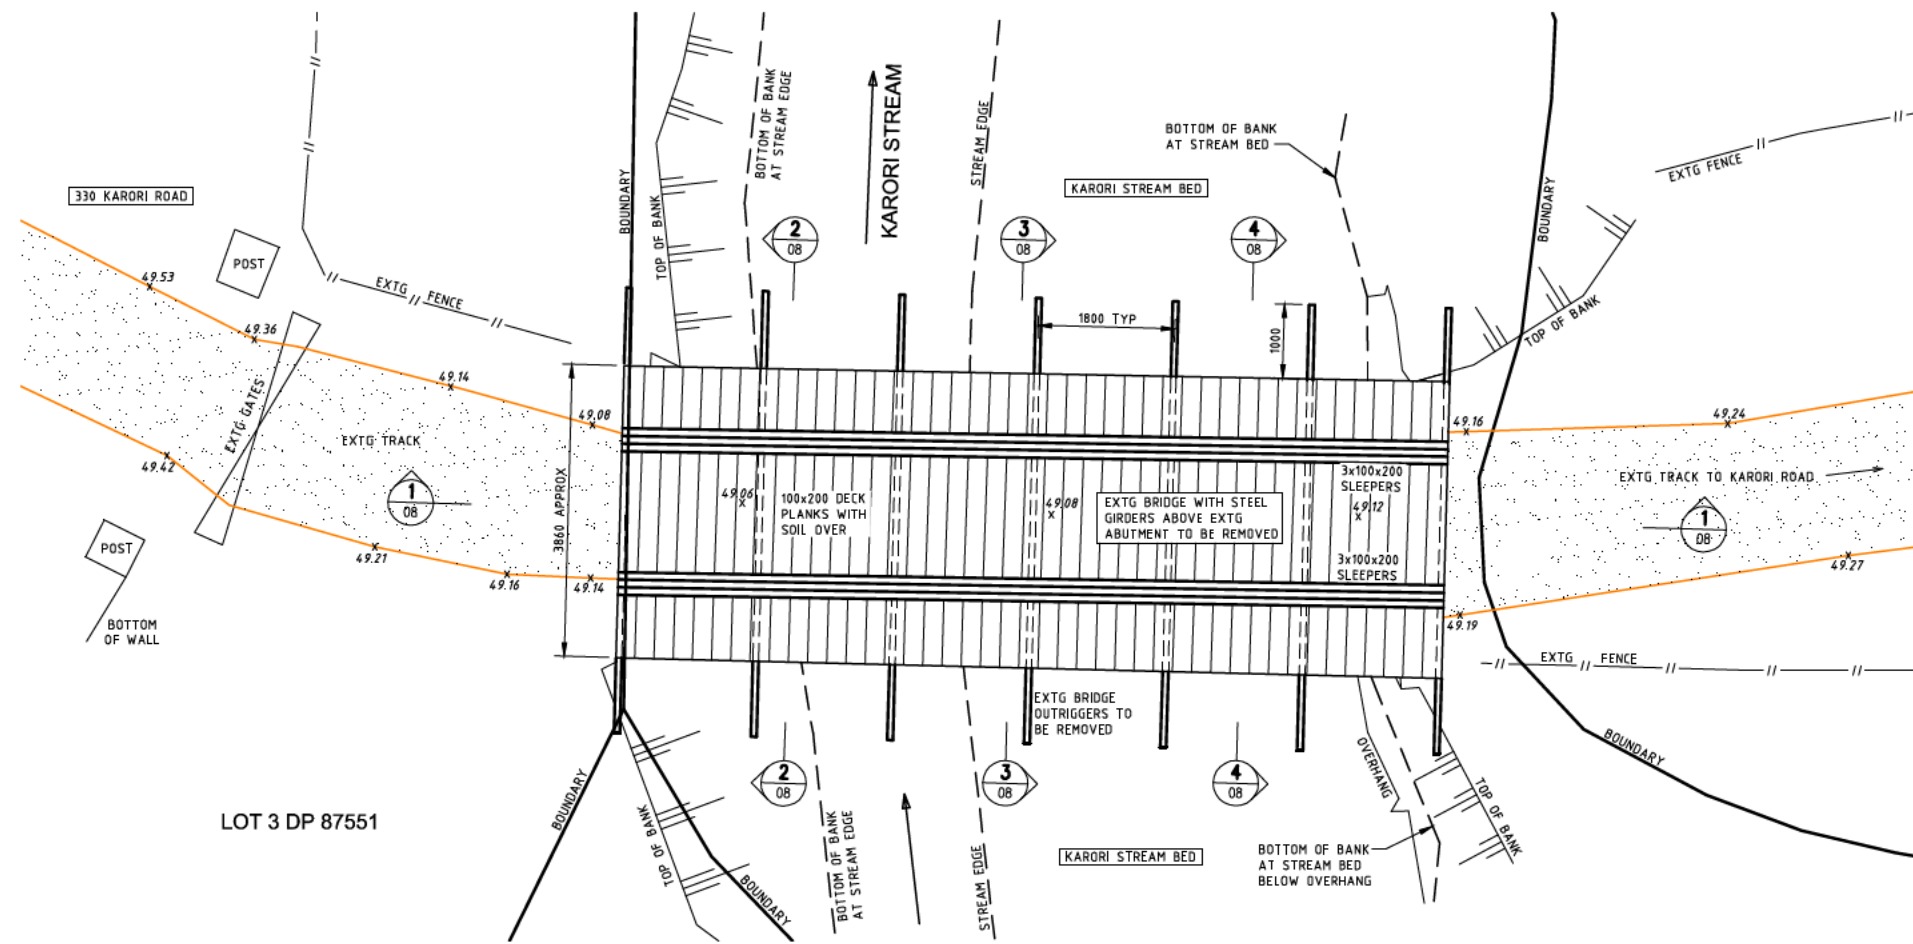 330 KARORI ROAD
POST
49.53
49.36
EXTG FENCE
49.14
49.08
EXTG GATES
EXTG TRACK
49.42
1
08
49.21
49.16
49.14
POST
BOTTOM
OF WALL
LOT 3 DP 87551
BOUNDARY
TOP OF BANK
BOTTOM OF BANK
AT STREAM EDGE
KARORI STREAM
STREAM EDGE
KARORI STREAM BED
BOTTOM OF BANK
AT STREAM BED
BOUNDARY
EXTG FENCE
TOP OF BANK
2
08
3
08
4
08
1800 TYP
1000
3860 APPROX
49.06
100x200 DECK
PLANKS WITH
SOIL OVER
49.08
EXTG BRIDGE WITH STEEL
GIRDERS ABOVE EXTG
ABUTMENT TO BE REMOVED
3x100x200
SLEEPERS
49.12
3x100x200
SLEEPERS
49.16
49.24
EXTG TRACK TO KARORI ROAD
1
08
49.27
49.19
EXTG FENCE
BOUNDARY
EXTG BRIDGE
OUTRIGGERS TO
BE REMOVED
2
08
3
08
4
08
BOUNDARY
TOP OF BANK
BOUNDARY
BOTTOM OF BANK
AT STREAM EDGE
STREAM EDGE
KARORI STREAM BED
OVERHANG
TOP OF BANK
BOTTOM OF BANK
AT STREAM BED
BELOW OVERHANG